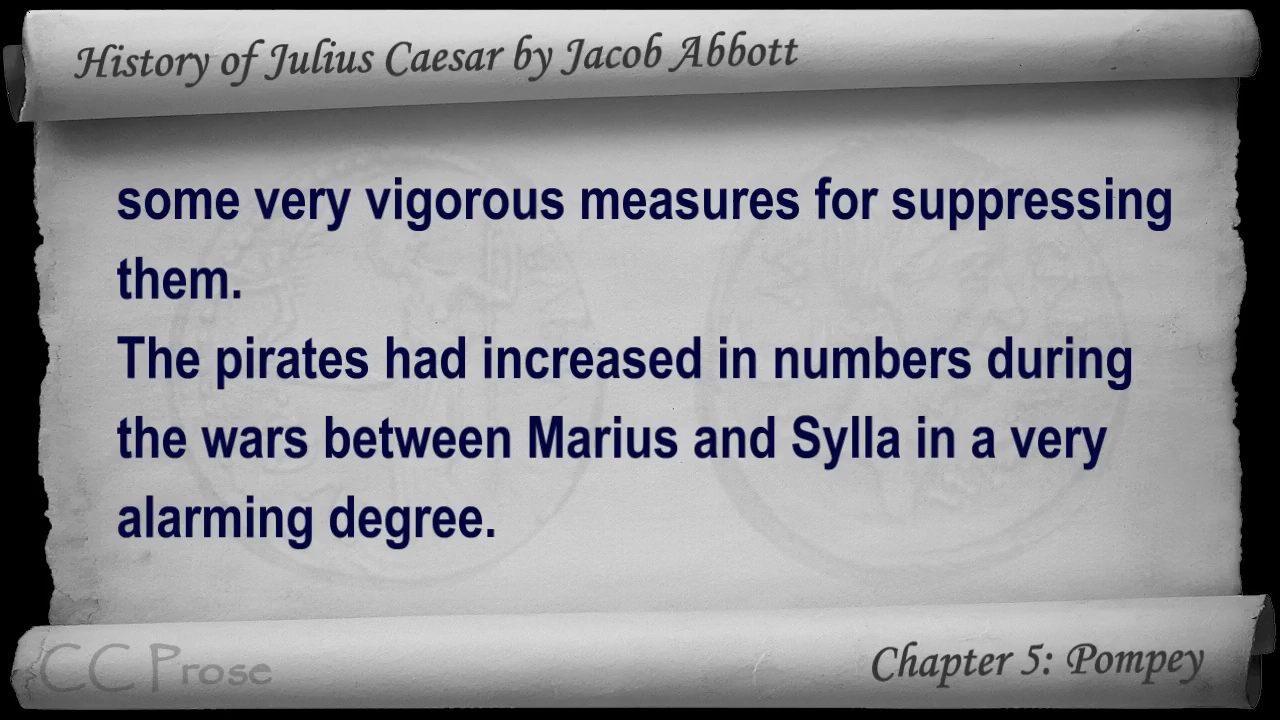 History of Julius Caesar by Jacob Abbott
some very vigorous measures for suppressing
them.
The pirates had increased in numbers during
the wars between Marius and Sylla in a very
alarming degree.
CC Prose
Chapter 5: Pompey